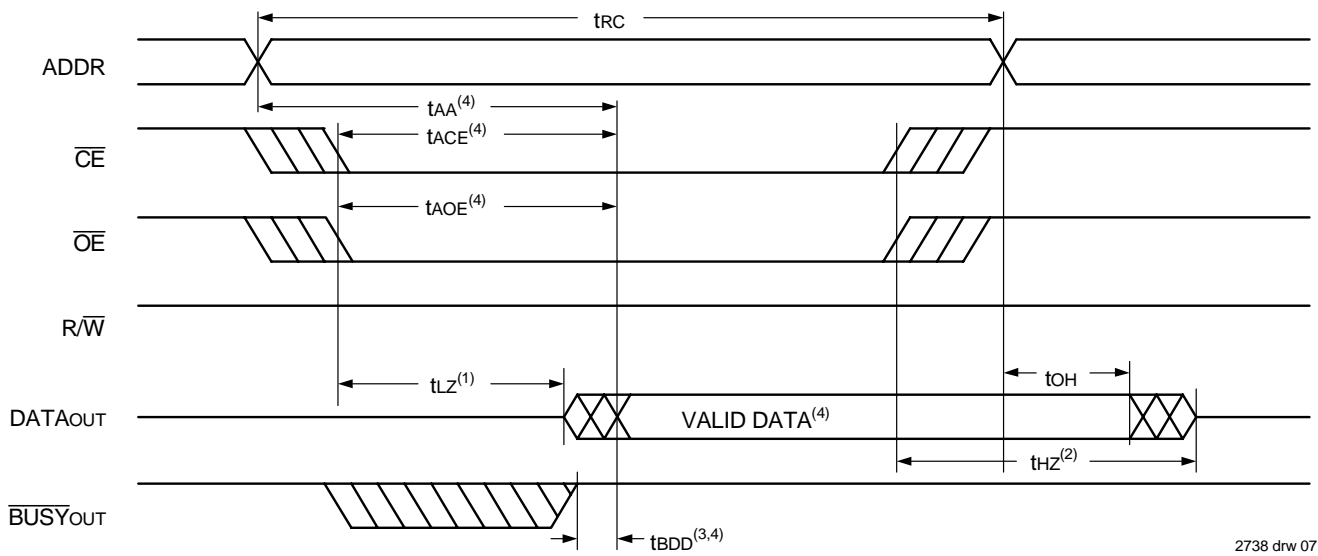 tRC
ADDR
tAA(4)
CE
tACE(4)
tAOE(4)
OE
R/W
tLZ(1)
tOH
DATAOUT
VALID DATA(4)
tHZ(2)
BUSYOUT
tBDD(3,4)
2738 drw 07